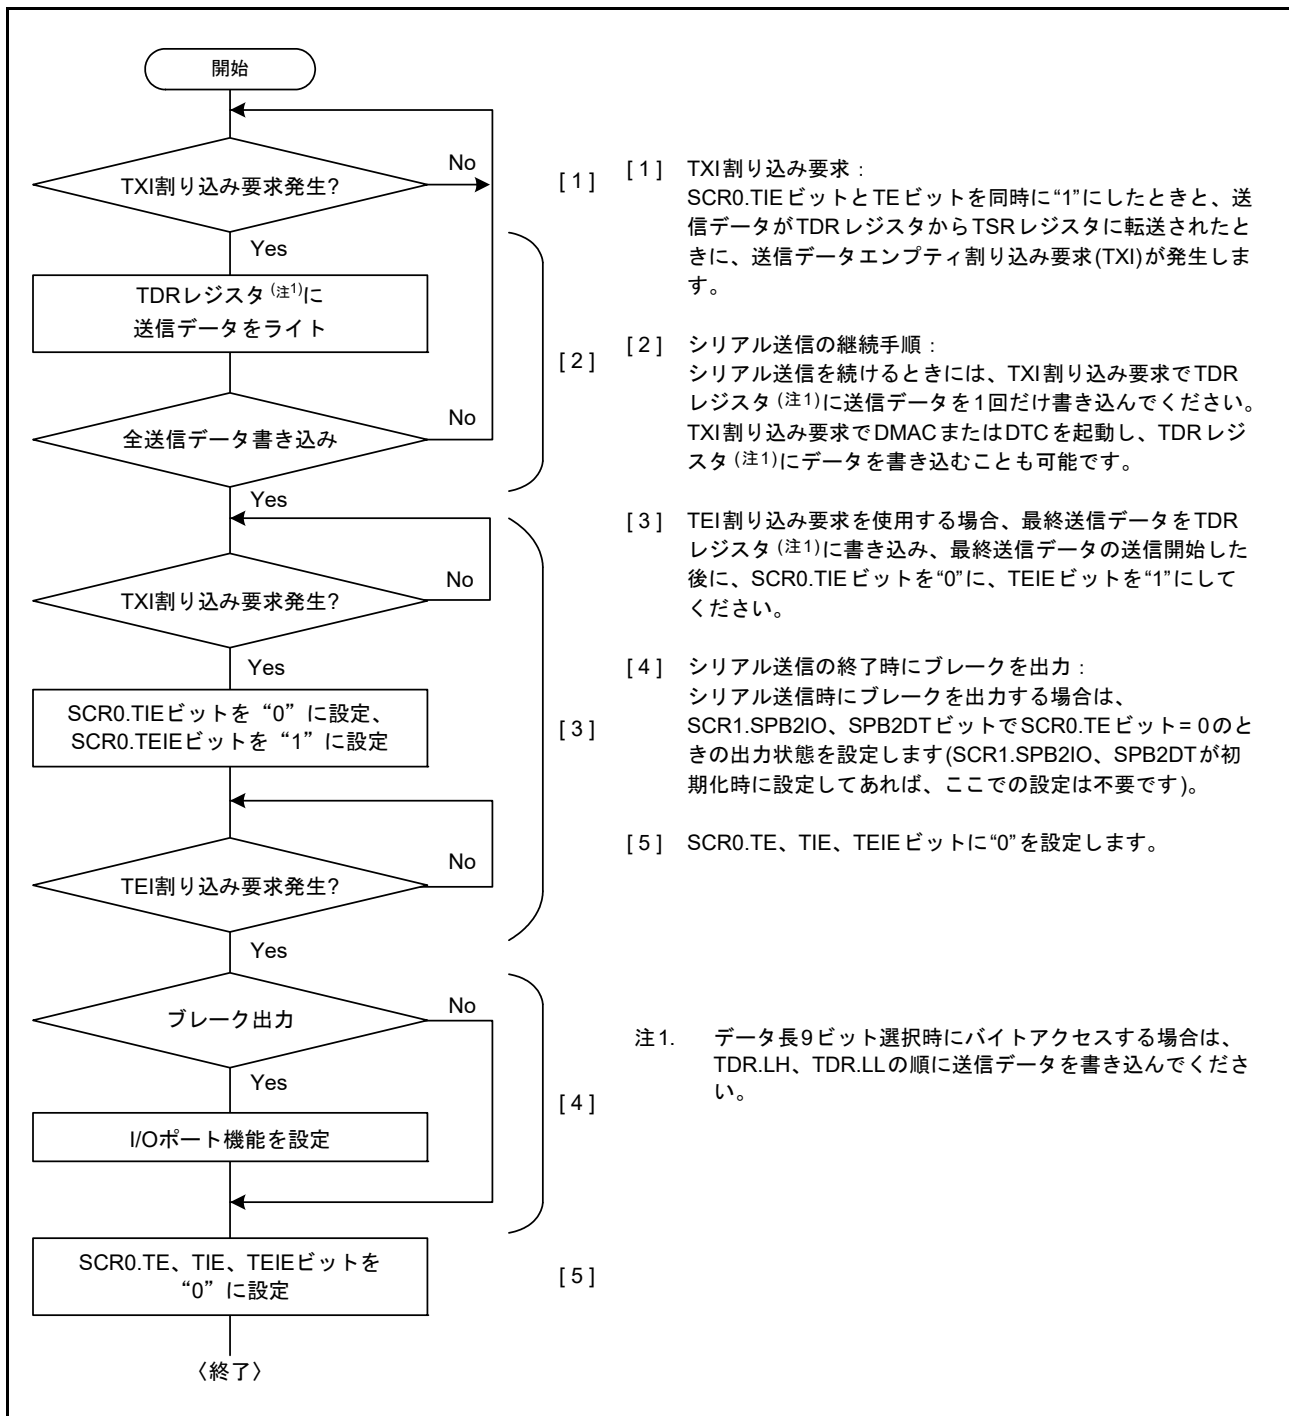 開始
TXI割り込み要求発生?
No
Yes
TDRレジスタ(注1)に
送信データをライト
全送信データ書き込み
No
Yes
TXI割り込み要求発生?
No
Yes
SCR0.TIEビットを“0”に設定、
SCR0.TEIEビットを“1”に設定
TEI割り込み要求発生?
No
Yes
ブレーク出力
No
Yes
I/Oポート機能を設定
SCR0.TE、TIE、TEIEビットを
“0”に設定
〈終了〉
[1]
[2]
[3]
[4]
[5]
[1] TXI割り込み要求：
SCR0.TIEビットとTEビットを同時に“1”にしたときと、送
信データがTDRレジスタからTSRレジスタに転送されたと
きに、送信データエンプティ割り込み要求(TXI)が発生しま
す。
[2] シリアル送信の継続手順：
シリアル送信を続けるときには、TXI割り込み要求でTDR
レジスタ(注1)に送信データを1回だけ書き込んでください。
TXI割り込み要求でDMACまたはDTCを起動し、TDRレジ
スタ(注1)にデータを書き込むことも可能です。
[3] TEI割り込み要求を使用する場合、最終送信データをTDR
レジスタ(注1)に書き込み、最終送信データの送信開始した
後に、SCR0.TIEビットを“0”に、TEIEビットを“1”にして
ください。
[4] シリアル送信の終了時にブレークを出力：
シリアル送信時にブレークを出力する場合は、
SCR1.SPB2IO、SPB2DTビットでSCR0.TEビット= 0のと
きの出力状態を設定します(SCR1.SPB2IO、SPB2DTが初
期化時に設定してあれば、ここでの設定は不要です)。
[5] SCR0.TE、TIE、TEIEビットに“0”を設定します。
注1. データ長9ビット選択時にバイトアクセスする場合は、
TDR.LH、TDR.LLの順に送信データを書き込んでくださ
い。